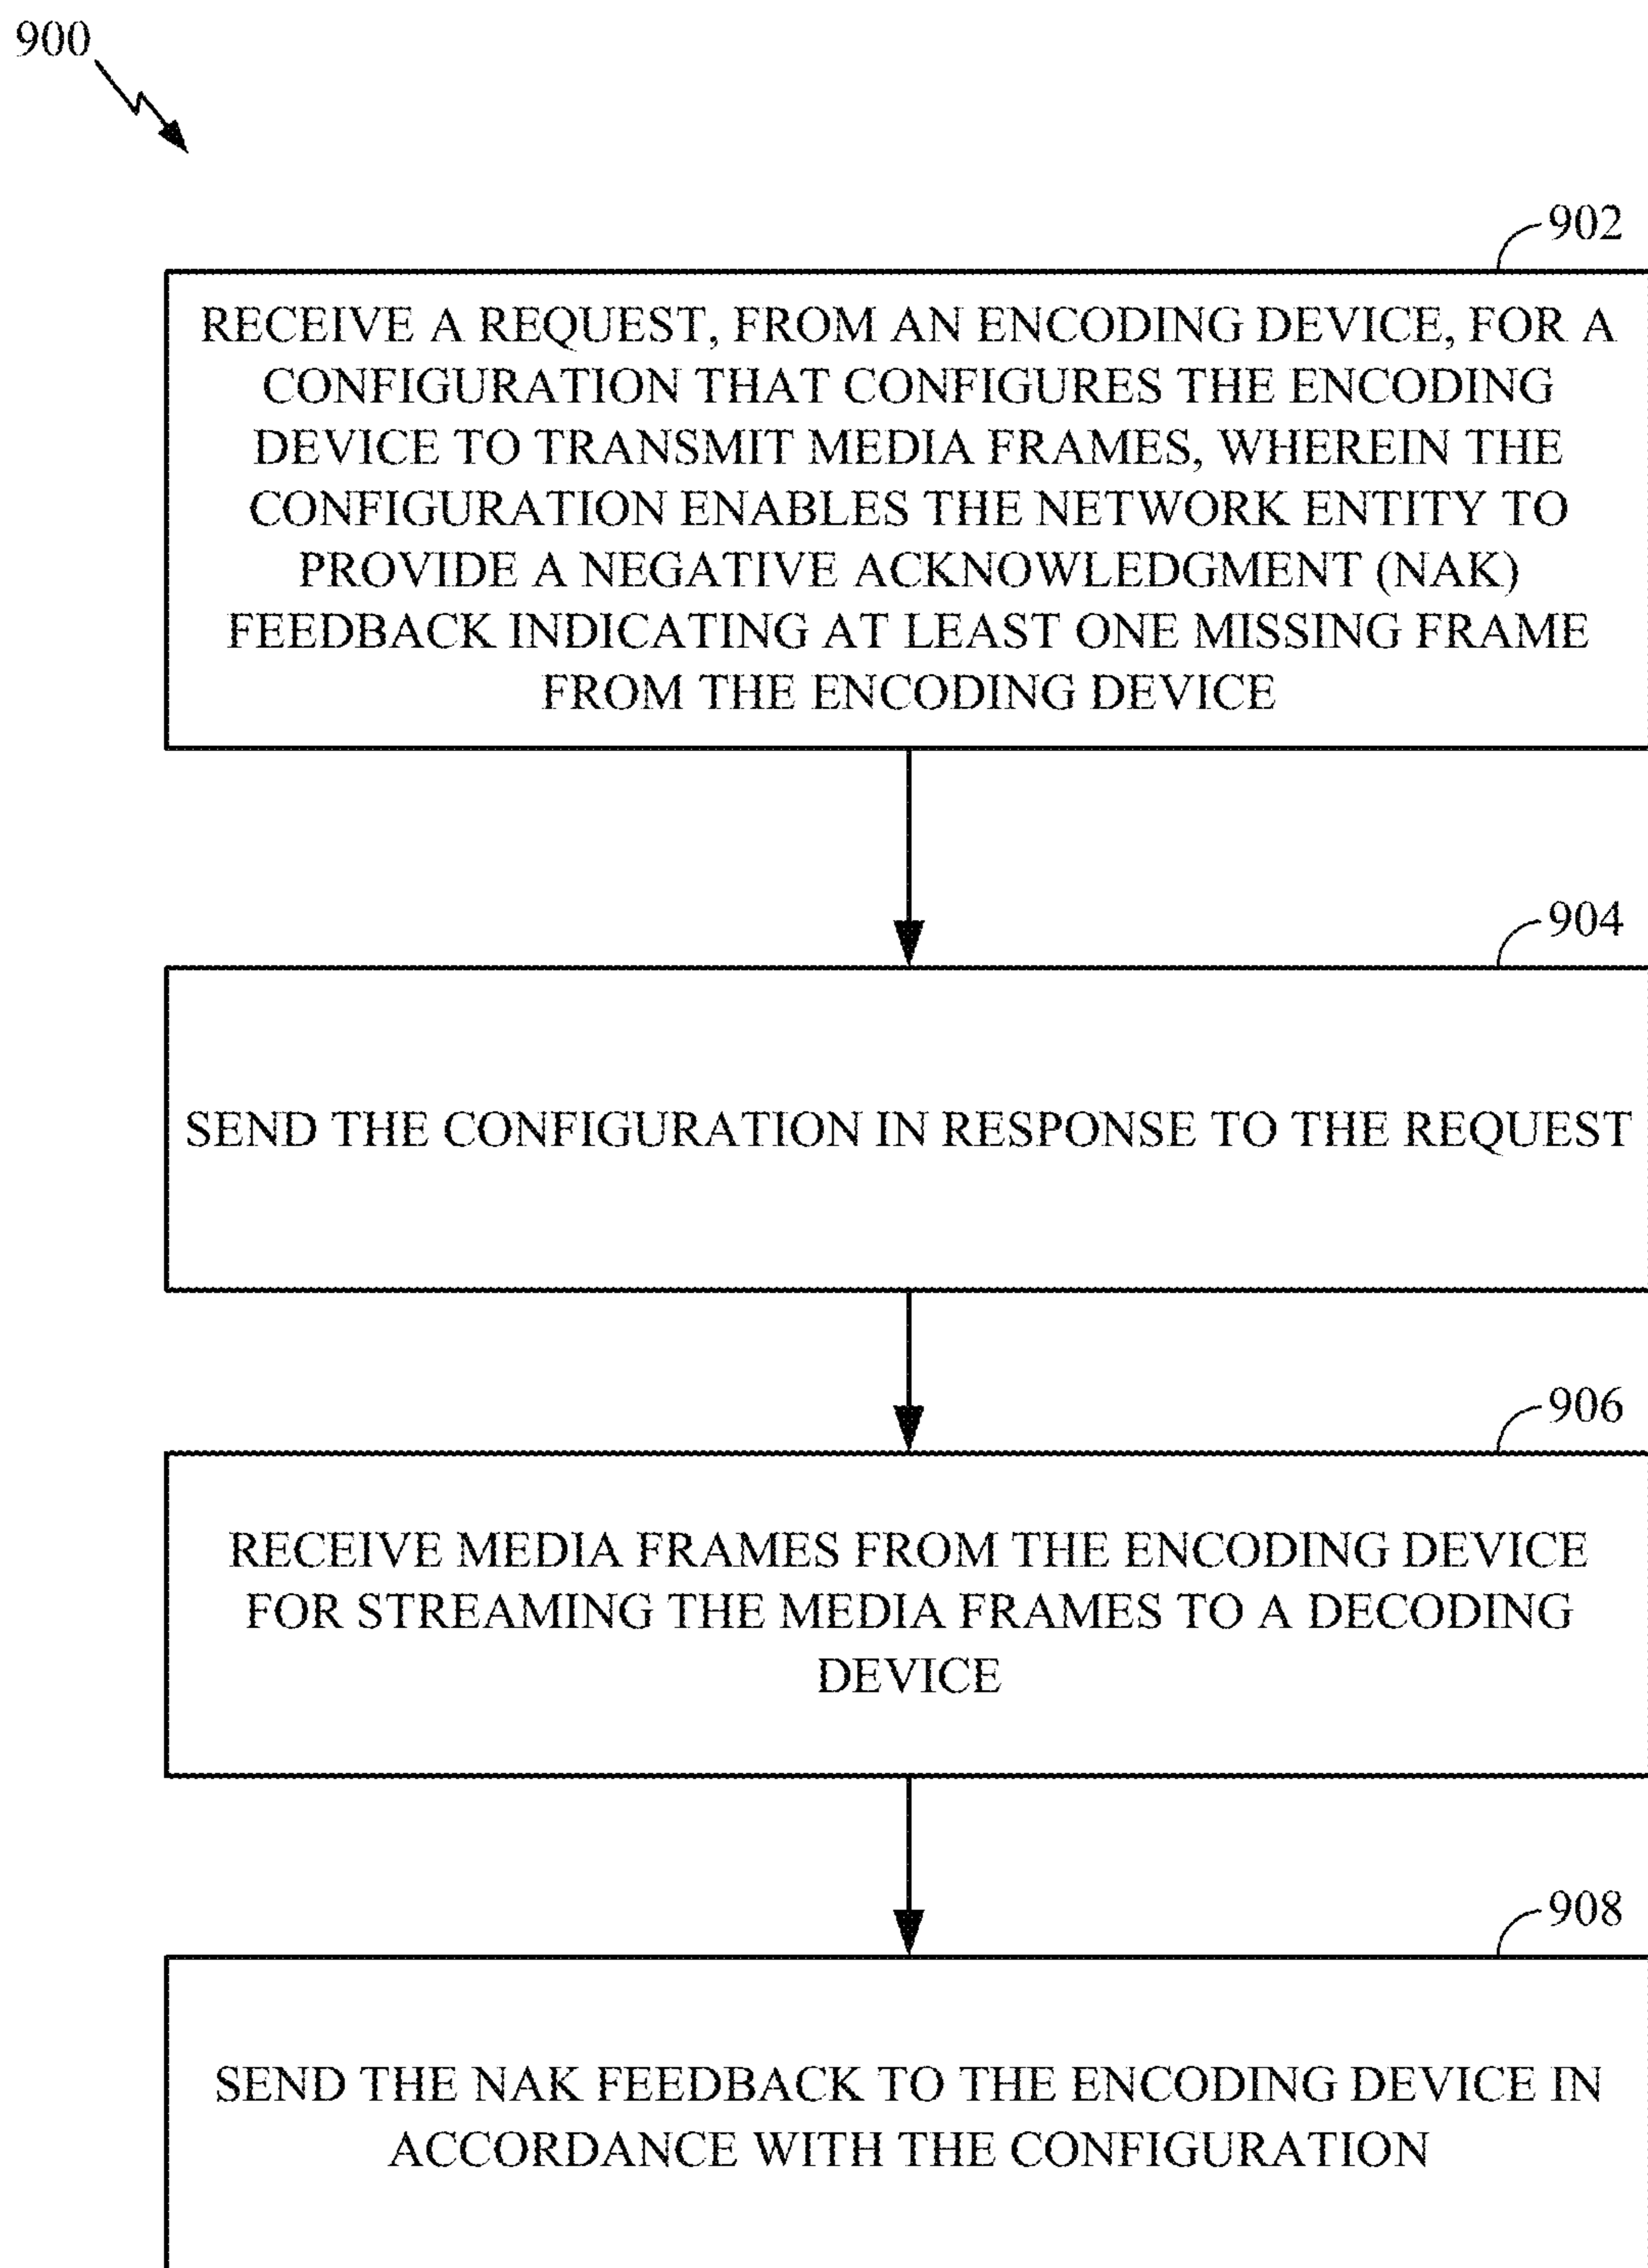 900
902
RECEIVE A REQUEST, FROM AN ENCODING DEVICE, FOR A
CONFIGURATION THAT CONFIGURES THE ENCODING
DEVICE TO TRANSMIT MEDIA FRAMES, WHEREIN THE
CONFIGURATION ENABLES THE NETWORK ENTITY TO
PROVIDE A NEGATIVE ACKNOWLEDGMENT (NAK)
FEEDBACK INDICATING AT LEAST ONE MISSING FRAME
FROM THE ENCODING DEVICE
904
SEND THE CONFIGURATION IN RESPONSE TO THE REQUEST
906
RECEIVE MEDIA FRAMES FROM THE ENCODING DEVICE
FOR STREAMING THE MEDIA FRAMES TO A DECODING
DEVICE
908
SEND THE NAK FEEDBACK TO THE ENCODING DEVICE IN
ACCORDANCE WITH THE CONFIGURATION